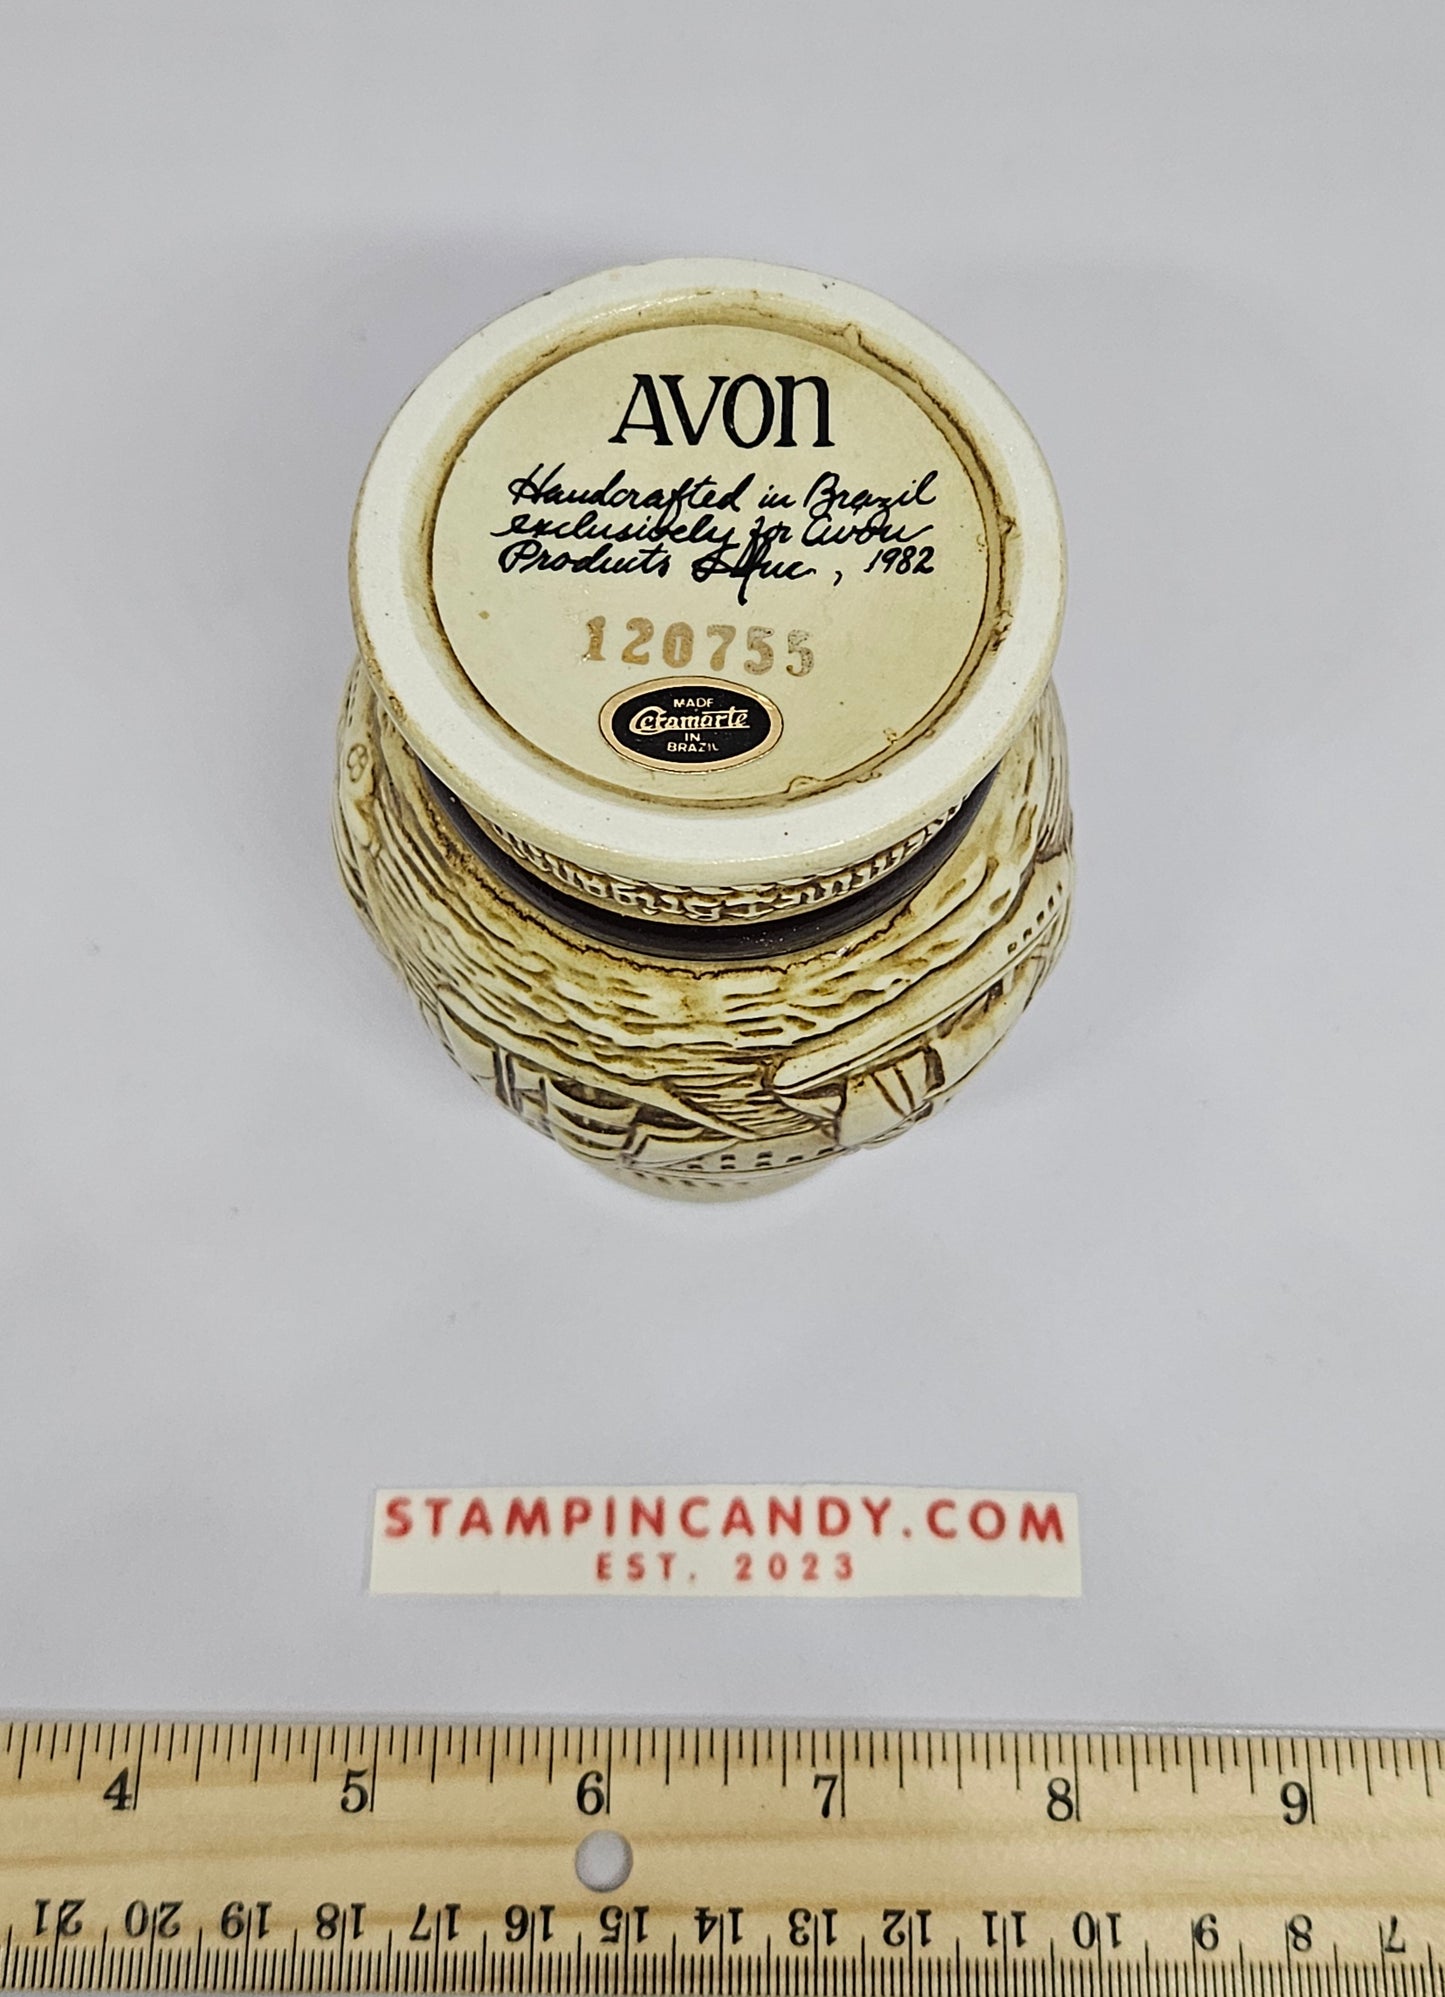 AVON
Handcrafted in Brazil
exclusively for Avon
Products Inc., 1982
120755
MADE
Ceramarte
IN
BRAZIL
STAMPINCANDY.COM
EST. 2023
4 5 6 7 8 9
21 20 19 18 17 16 15 14 13 12 11 10 9 8 7